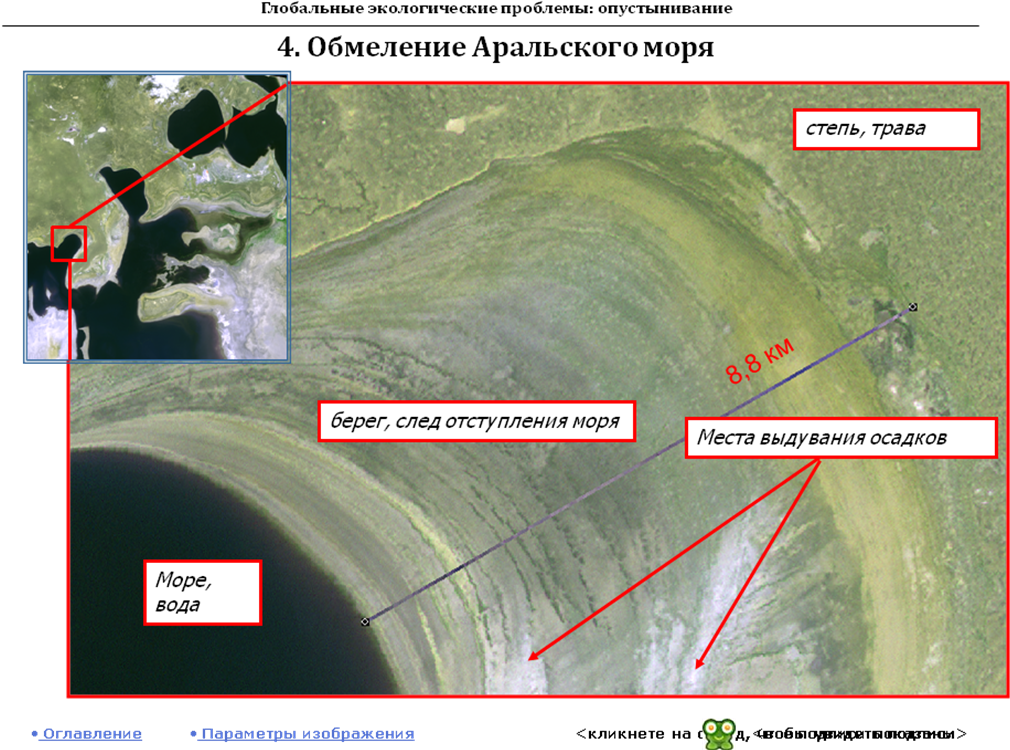 Глобальные экологические проблемы: опустынивание
4. Обмеление Аральского моря
степь, трава
8,8 км
берег, след отступления моря
Места выдувания осадков
Море,
вода
• Оглавление
• Параметры изображения
<кликнете на